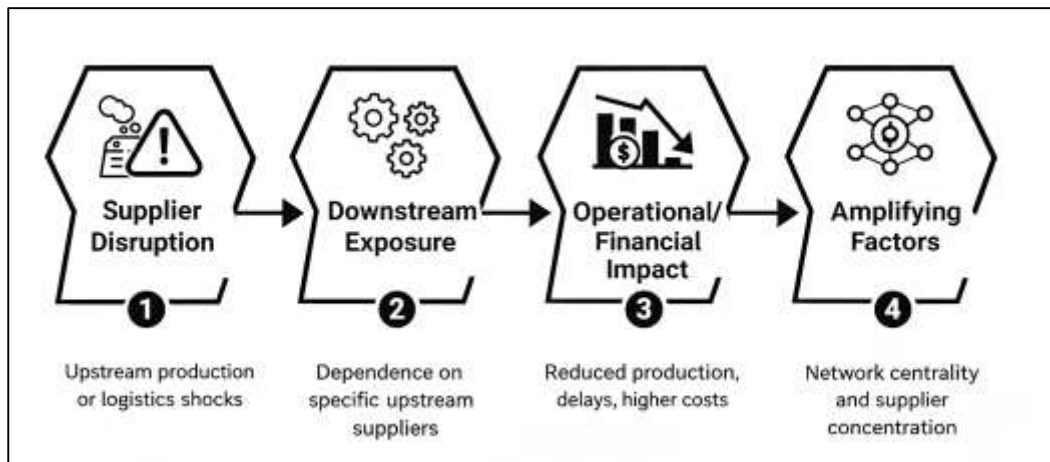 Supplier
Disruption
1
Upstream production
or logistics shocks
Downstream
Exposure
2
Dependence on
specific upstream
suppliers
$
Operational/
Financial
Impact
3
Reduced production,
delays, higher costs
Amplifying
Factors
4
Network centrality
and supplier
concentration